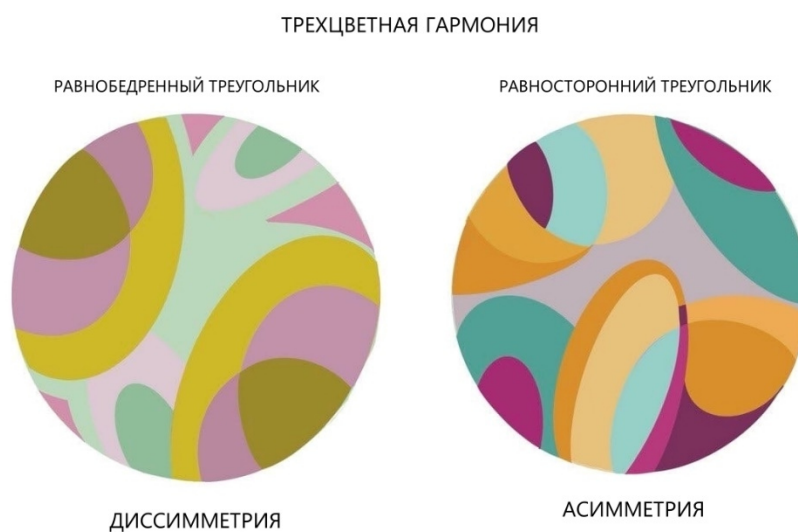 ТРЕХЦВЕТНАЯ ГАРМОНИЯ
РАВНОБЕДРЕННЫЙ ТРЕУГОЛЬНИК
РАВНОСТОРОННИЙ ТРЕУГОЛЬНИК
ДИССИММЕТРИЯ
АСИММЕТРИЯ